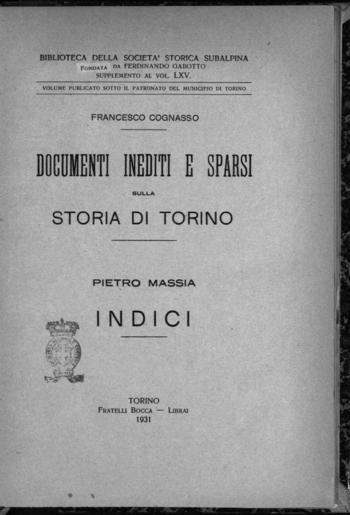 BIBLIOTECA DELLA SOCIETA' STORICA SUBALPINA
FONDATA DA FERDINANDO GABOTTO
SUPPLEMENTO AL VOL. LXV.
VOLUME PUBLICATO SOTTO IL PATRONATO DEL MUNICIPIO DI TORINO
FRANCESCO COGNASSO
DOCUMENTI INEDITI E SPARSI
SULLA
STORIA DI TORINO
PIETRO MASSIA
INDICI
TORINO
FRATELLI BOCCA — LIBRAI
1931